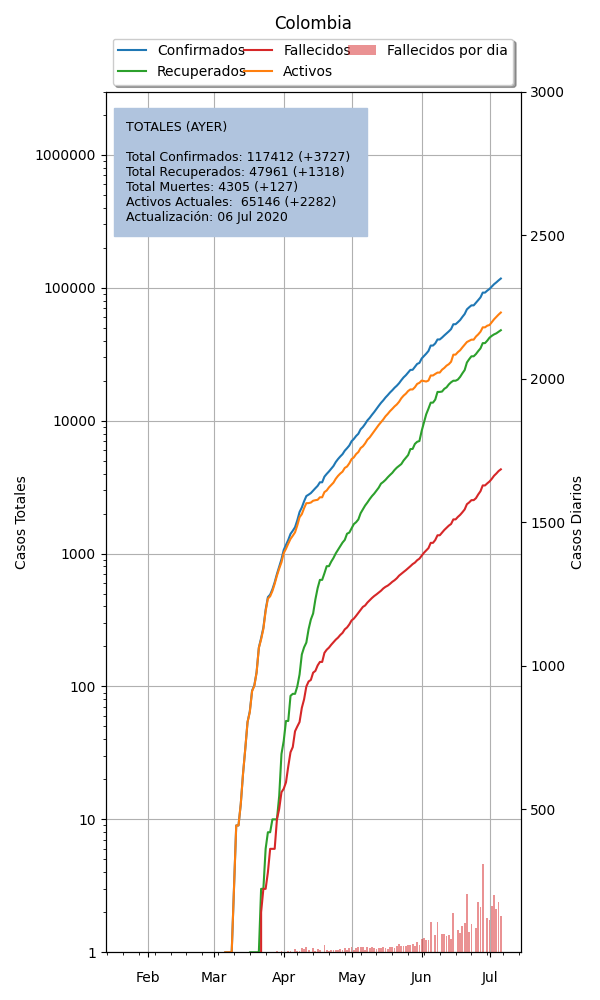 Colombia
Confirmados
Recuperados
Fallecidos
Activos
Fallecidos por dia
TOTALES (AYER)
Total Confirmados: 117412 (+3727)
Total Recuperados: 47961 (+1318)
Total Muertes: 4305 (+127)
Activos Actuales:  65146 (+2282)
Actualización: 06 Jul 2020
Casos Totales
1000000
100000
10000
1000
100
10
1
3000
2500
2000
1500
1000
500
Casos Diarios
Feb
Mar
Apr
May
Jun
Jul